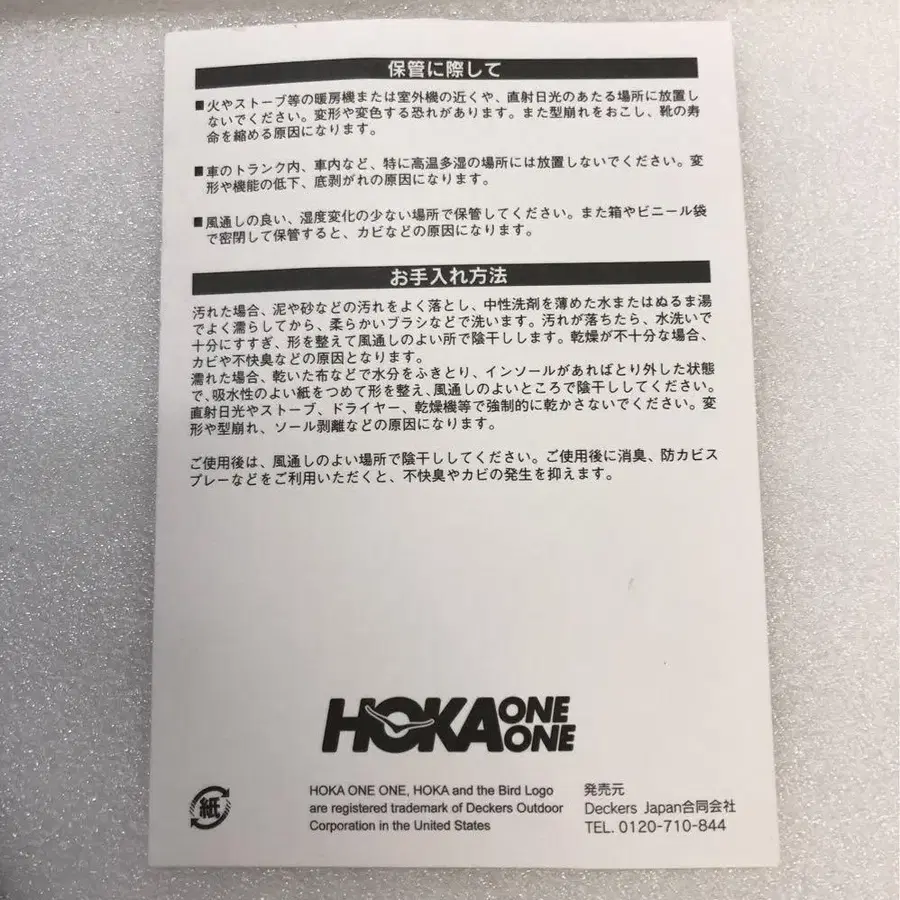 保管に際して
■火やストーブ等の暖房機または室外機の近くや、直射日光のあたる場所に放置し
ないでください。変形や変色する恐れがあります。また型崩れをおこし、靴の寿
命を縮める原因になります。
■車のトランク内、車内など、特に高温多湿の場所には放置しないでください。変
形や機能の低下、底剥がれの原因になります。
■風通しの良い、湿度変化の少ない場所で保管してください。また箱やビニール袋
で密閉して保管すると、カビなどの原因になります。
お手入れ方法
汚れた場合、泥や砂などの汚れをよく落とし、中性洗剤を薄めた水またはぬるま湯
でよく濡らしてから、柔らかいブラシなどで洗います。汚れが落ちたら、水洗いで
十分にすすぎ、形を整えて風通しのよい所で陰干しします。乾燥が不十分な場合、
カビや不快臭などの原因となります。
濡れた場合、乾いた布などで水分をふきとり、インソールがあればとり外した状態
で、吸水性のよい紙をつめて形を整え、風通しのよいところで陰干ししてください。
直射日光やストーブ、ドライヤー、乾燥機等で強制的に乾かさないでください。変
形や型崩れ、ソール剥離などの原因になります。
ご使用後は、風通しのよい場所で陰干ししてください。ご使用後に消臭、防カビス
プレーなどをご利用いただくと、不快臭やカビの発生を抑えます。
HOKA ONE ONE
紙
HOKA ONE ONE, HOKA and the Bird Logo
are registered trademark of Deckers Outdoor
Corporation in the United States
発売元
Deckers Japan合同会社
TEL. 0120-710-844